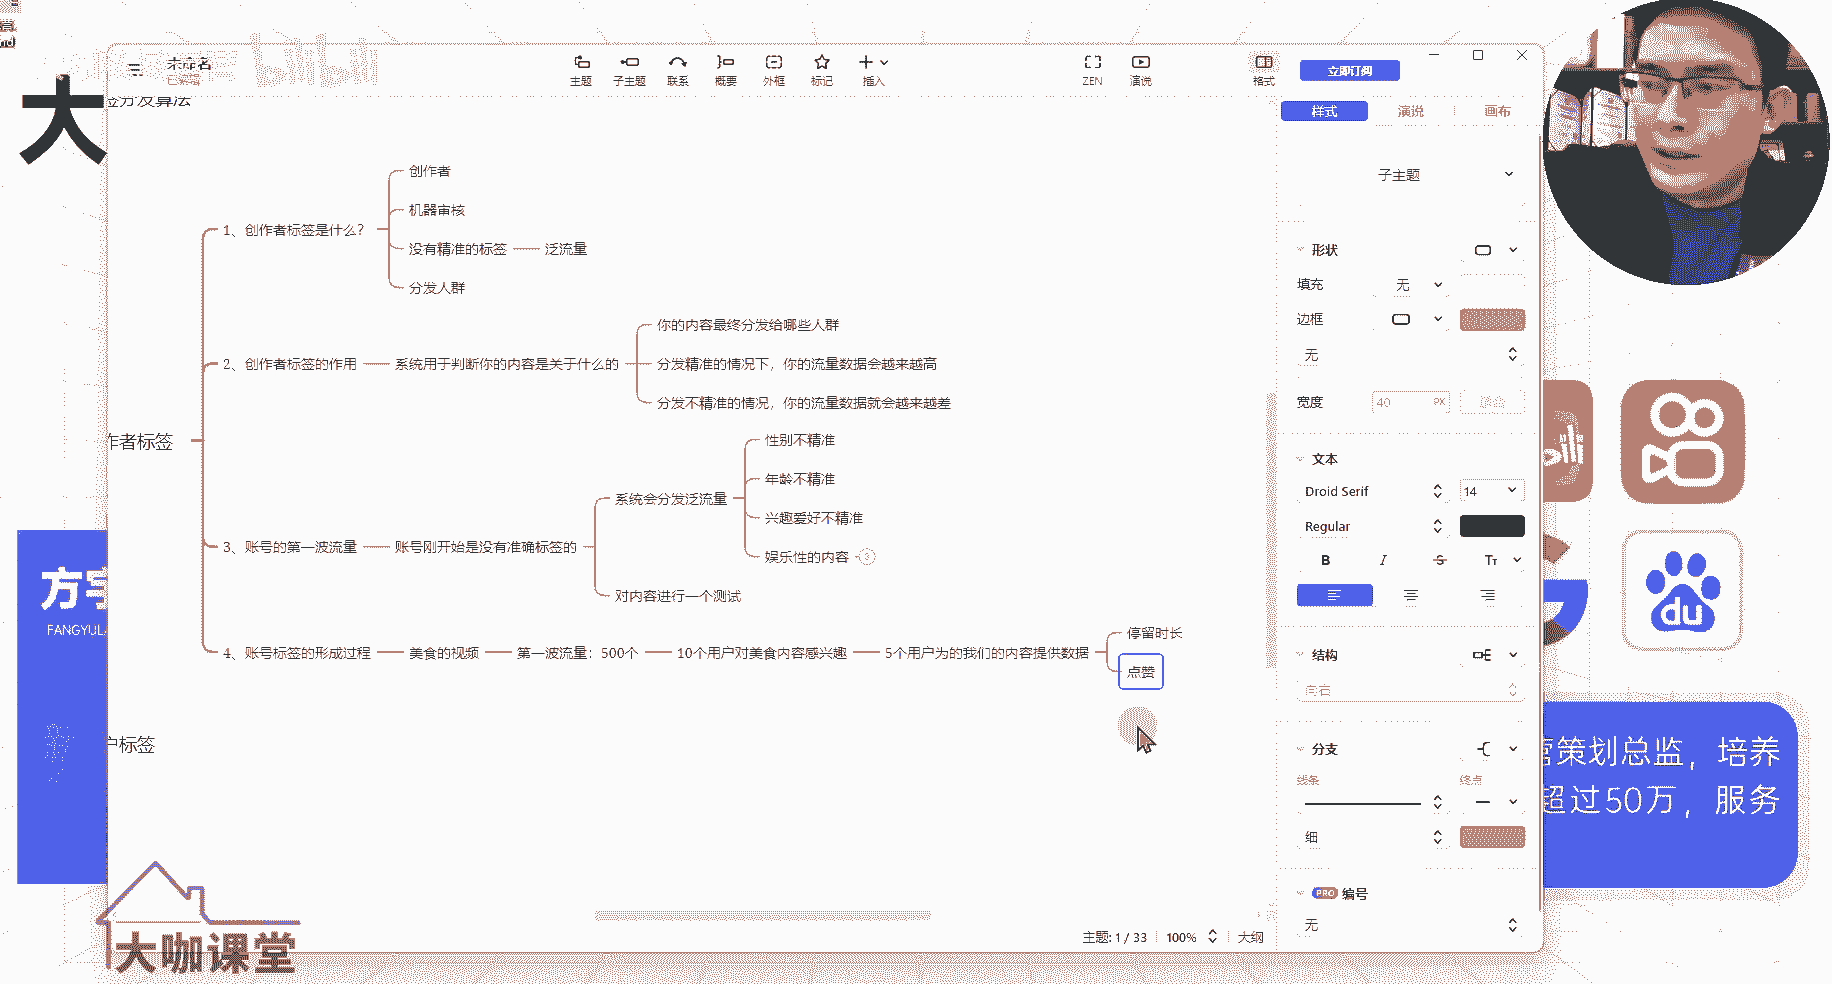 未命名
已编辑
主题
子主题
联系
概要
外框
标记
插入
ZEN
演说
格式
立即订阅
大
分发算法
bilibili
样式
演说
画布
子主题
形状
填充
无
边框
无
宽度
40
PX
文本
Droid Serif
14
Regular
B
I
S
Tт
结构
向右
分支
线条
终点
细
PRO
编号
无
1、创作者标签是什么?
创作者
机器审核
没有精准的标签
泛流量
分发人群
2、创作者标签的作用
系统用于判断你的内容是关于什么的
你的内容最终分发给哪些人群
分发精准的情况下，你的流量数据会越来越高
分发不精准的情况，你的流量数据就会越来越差
作者标签
3、账号的第一波流量
账号刚开始是没有准确标签的
系统会分发泛流量
性别不精准
年龄不精准
兴趣爱好不精准
娱乐性的内容
3
对内容进行一个测试
4、账号标签的形成过程
美食的视频
第一波流量：500个
10个用户对美食内容感兴趣
5个用户为的我们的内容提供数据
停留时长
点赞
户标签
主题: 1 / 33
100%
大纲
方宇
FANGYUL
du
营策划总监，培养
超过50万，服务
大咖课堂